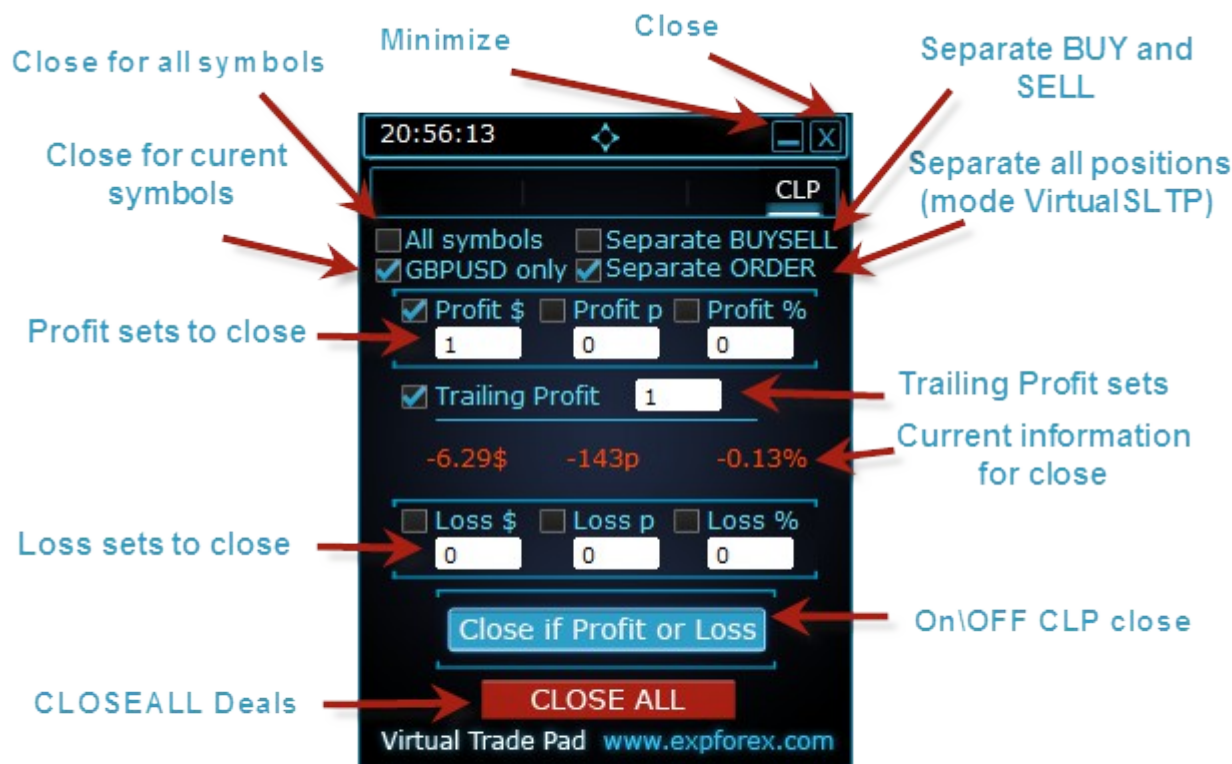 Close for all symbols
Minimize
Close
Separate BUY and
SELL
Close for curent
symbols
Separate all positions
(mode VirtualSLTP)
20:56:13
X
CLP
All symbols
Separate BUYSELL
GBPUSD only
Separate ORDER
Profit sets to close
Profit $
Profit p
Profit %
1
0
0
Trailing Profit
1
Trailing Profit sets
-6.29$
-143p
-0.13%
Current information
for close
Loss sets to close
Loss $
Loss p
Loss %
0
0
0
Close if Profit or Loss
On\OFF CLP close
CLOSEALL Deals
CLOSE ALL
Virtual Trade Pad www.expforex.com